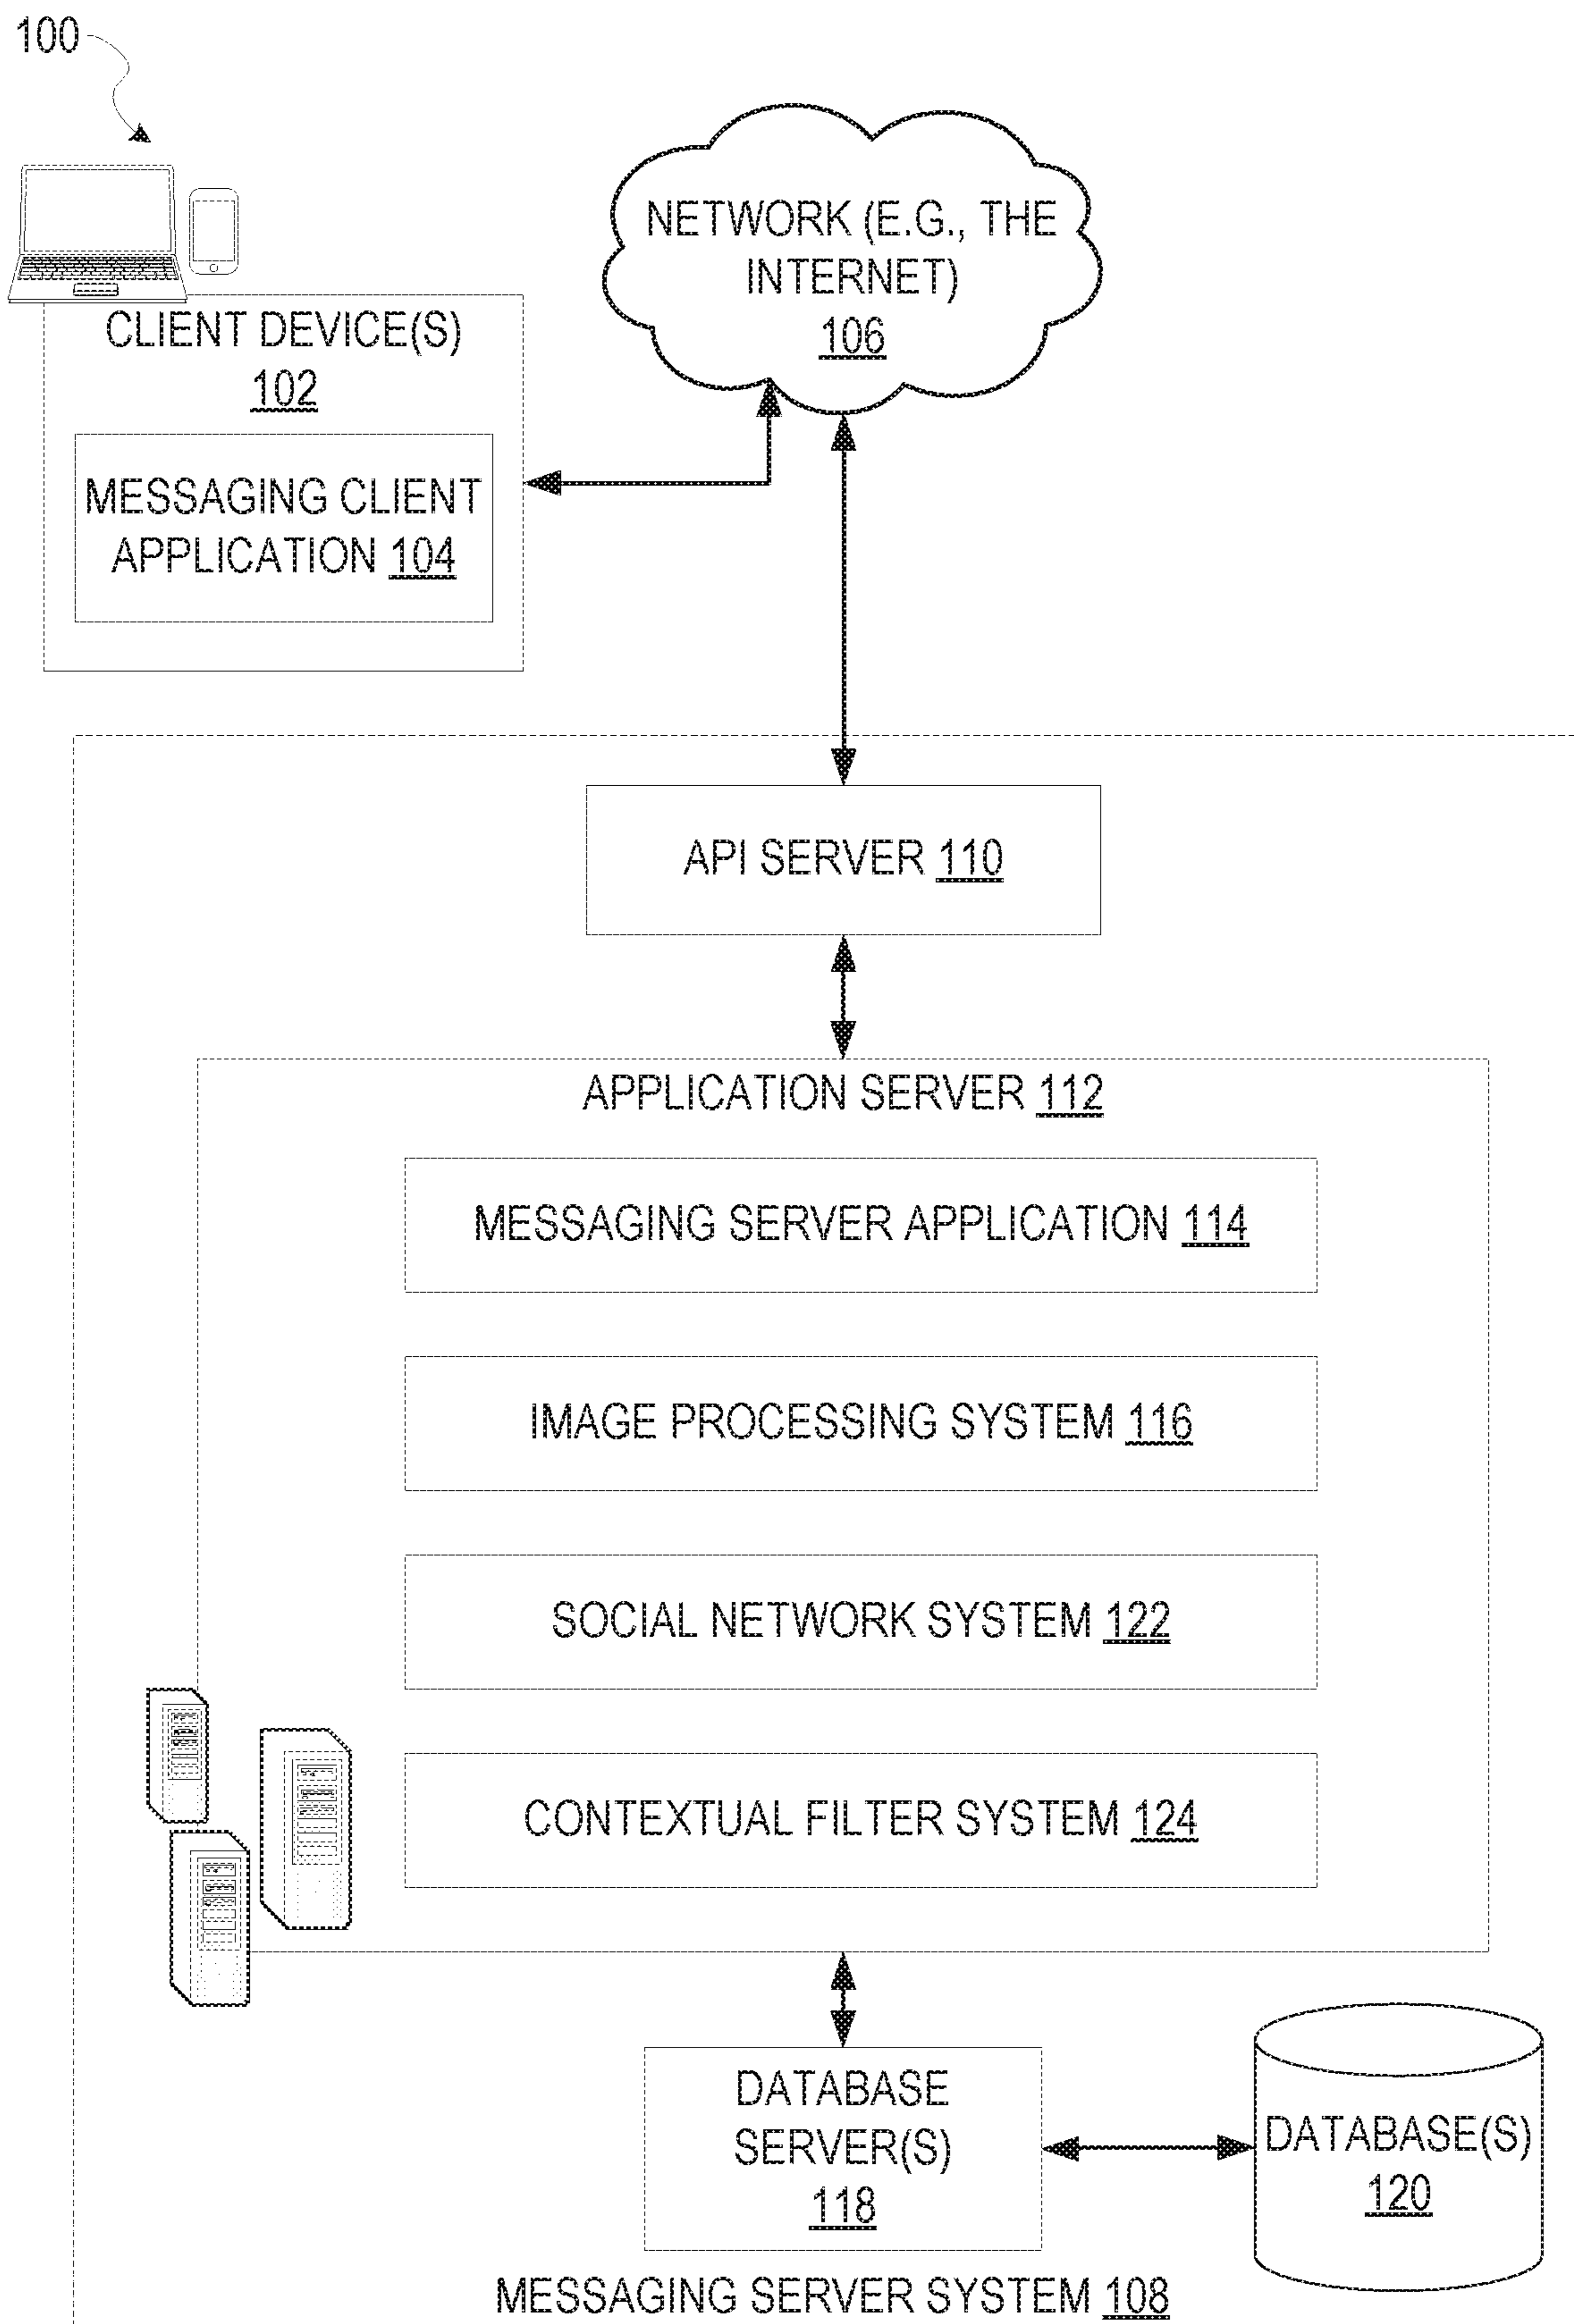 100
NETWORK (E.G., THE
INTERNET)
106
CLIENT DEVICE(S)
102
MESSAGING CLIENT
APPLICATION 104
API SERVER 110
APPLICATION SERVER 112
MESSAGING SERVER APPLICATION 114
IMAGE PROCESSING SYSTEM 116
SOCIAL NETWORK SYSTEM 122
CONTEXTUAL FILTER SYSTEM 124
DATABASE
SERVER(S)
118
DATABASE(S)
120
MESSAGING SERVER SYSTEM 108